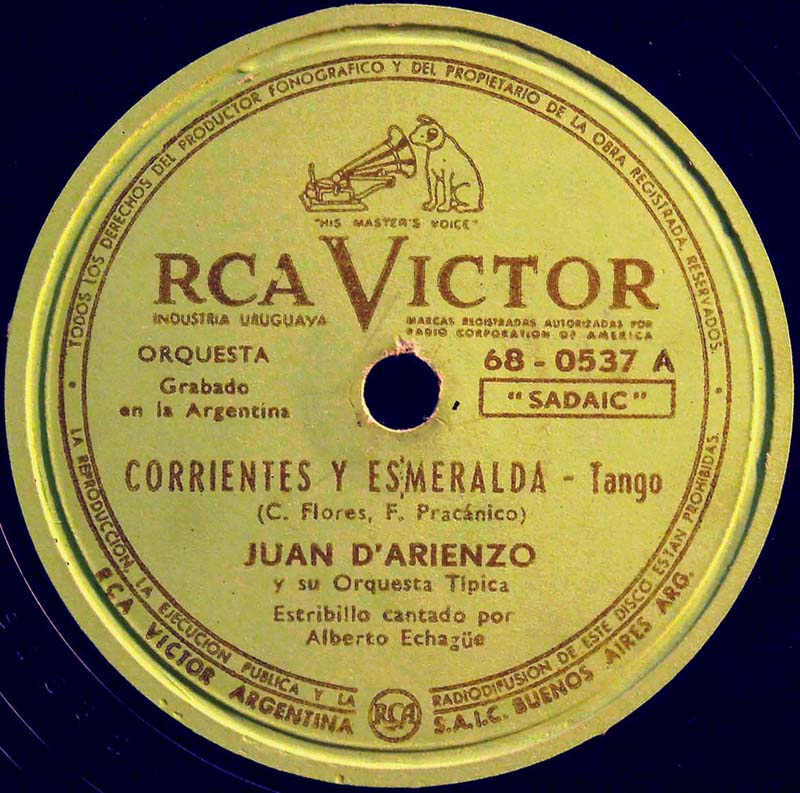 TODOS LOS DERECHOS DEL PRODUCTOR FONOGRAFICO Y DEL PROPIETARIO DE LA OBRA REGISTRADA, RESERVADOS.
"HIS MASTER'S VOICE"
RCA VICTOR
INDUSTRIA URUGUAYA
MARCAS REGISTRADAS AUTORIZADAS POR
RADIO CORPORATION OF AMERICA
ORQUESTA
68-0537 A
Grabado
en la Argentina
"SADAIC"
CORRIENTES Y ESMERALDA - Tango
(C. Flores, F. Pracánico)
JUAN D'ARIENZO
y su Orquesta Típica
Estribillo cantado por
Alberto Echagüe
LA REPRODUCCION, LA EJECUCION PUBLICA Y LA RADIODIFUSION DE ESTE DISCO ESTAN PROHIBIDAS.
RCA VICTOR ARGENTINA S.A.I.C. BUENOS AIRES ARG.
RCA